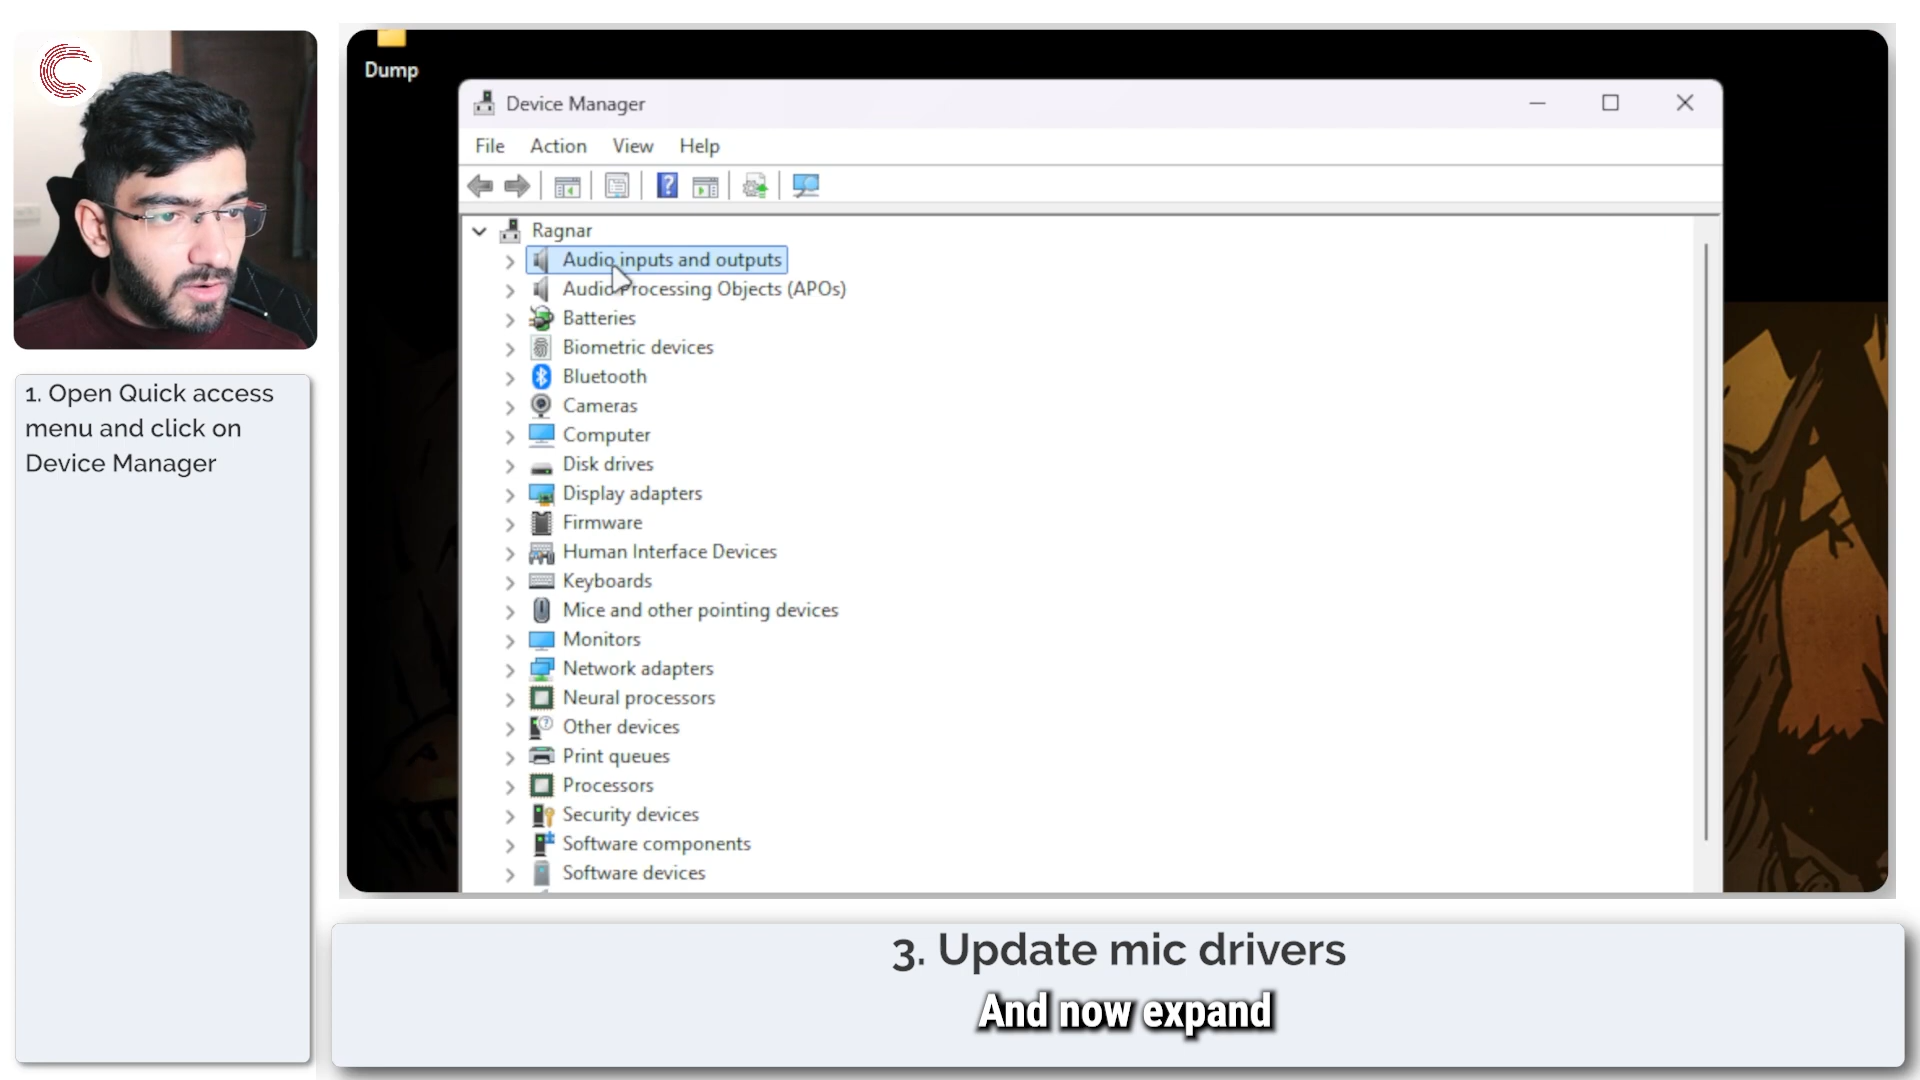 Dump
Device Manager
File Action View Help
Ragnar
Audio inputs and outputs
Audio Processing Objects (APOs)
Batteries
Biometric devices
Bluetooth
Cameras
Computer
Disk drives
Display adapters
Firmware
Human Interface Devices
Keyboards
Mice and other pointing devices
Monitors
Network adapters
Neural processors
Other devices
Print queues
Processors
Security devices
Software components
Software devices
1. Open Quick access
menu and click on
Device Manager
3. Update mic drivers
And now expand